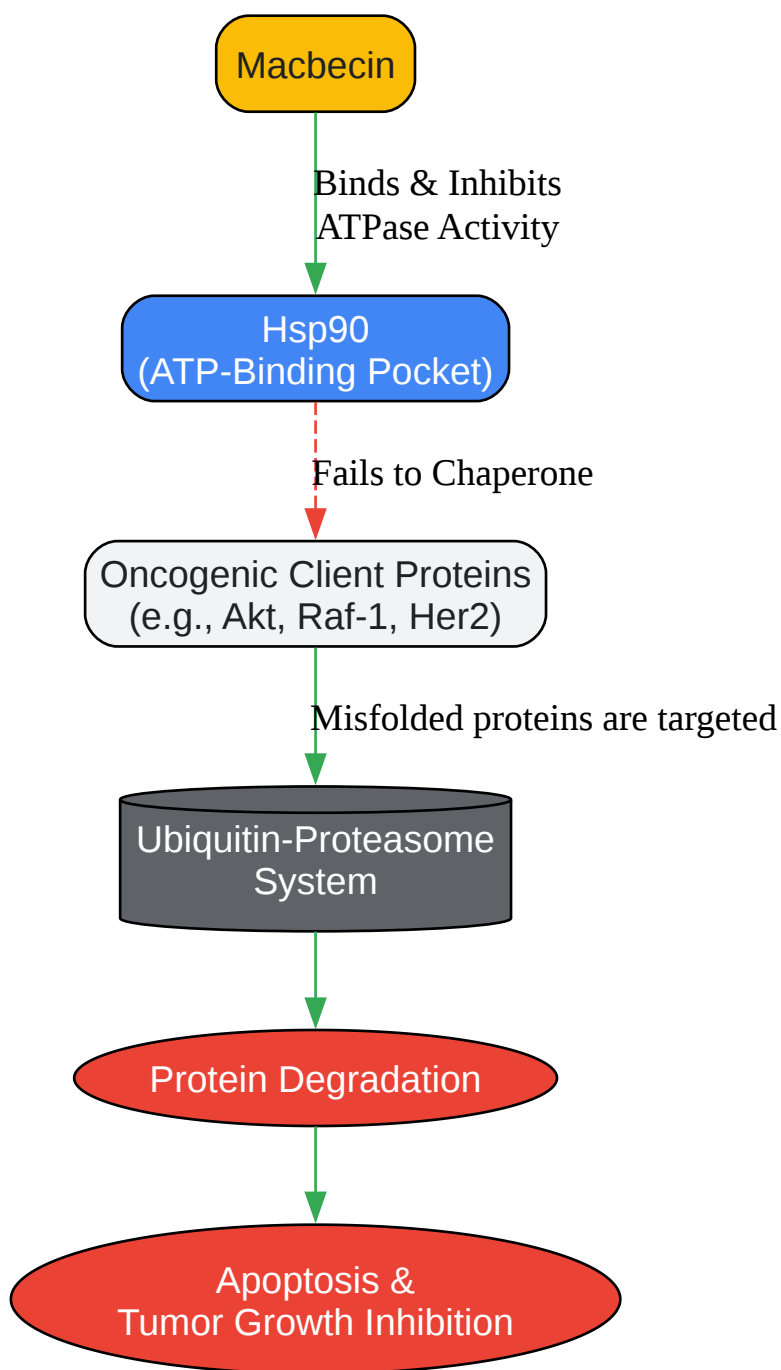 Macbecin
Binds & Inhibits
ATPase Activity
Hsp90
(ATP-Binding Pocket)
Fails to Chaperone
Oncogenic Client Proteins
(e.g., Akt, Raf-1, Her2)
Misfolded proteins are targeted
Ubiquitin-Proteasome
System
Protein Degradation
Apoptosis &
Tumor Growth Inhibition